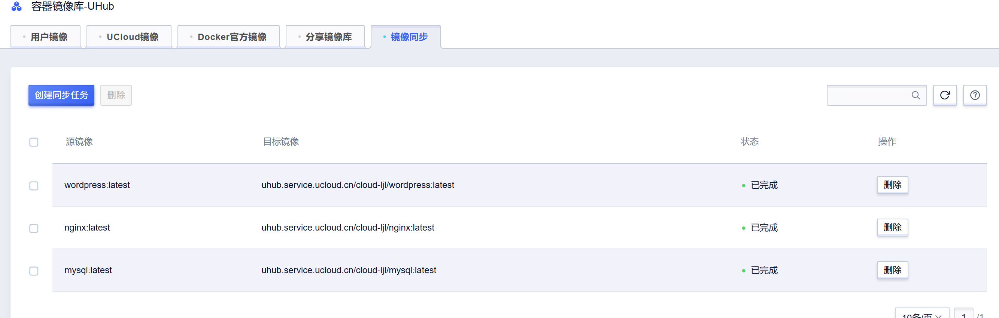 容器镜像库-UHub
用户镜像 UCloud镜像 Docker官方镜像 分享镜像库 镜像同步
创建同步任务 删除
源镜像 目标镜像 状态 操作
wordpress:latest uhub.service.ucloud.cn/cloud-ljl/wordpress:latest 已完成 删除
nginx:latest uhub.service.ucloud.cn/cloud-ljl/nginx:latest 已完成 删除
mysql:latest uhub.service.ucloud.cn/cloud-ljl/mysql:latest 已完成 删除
10条/页 1 /1